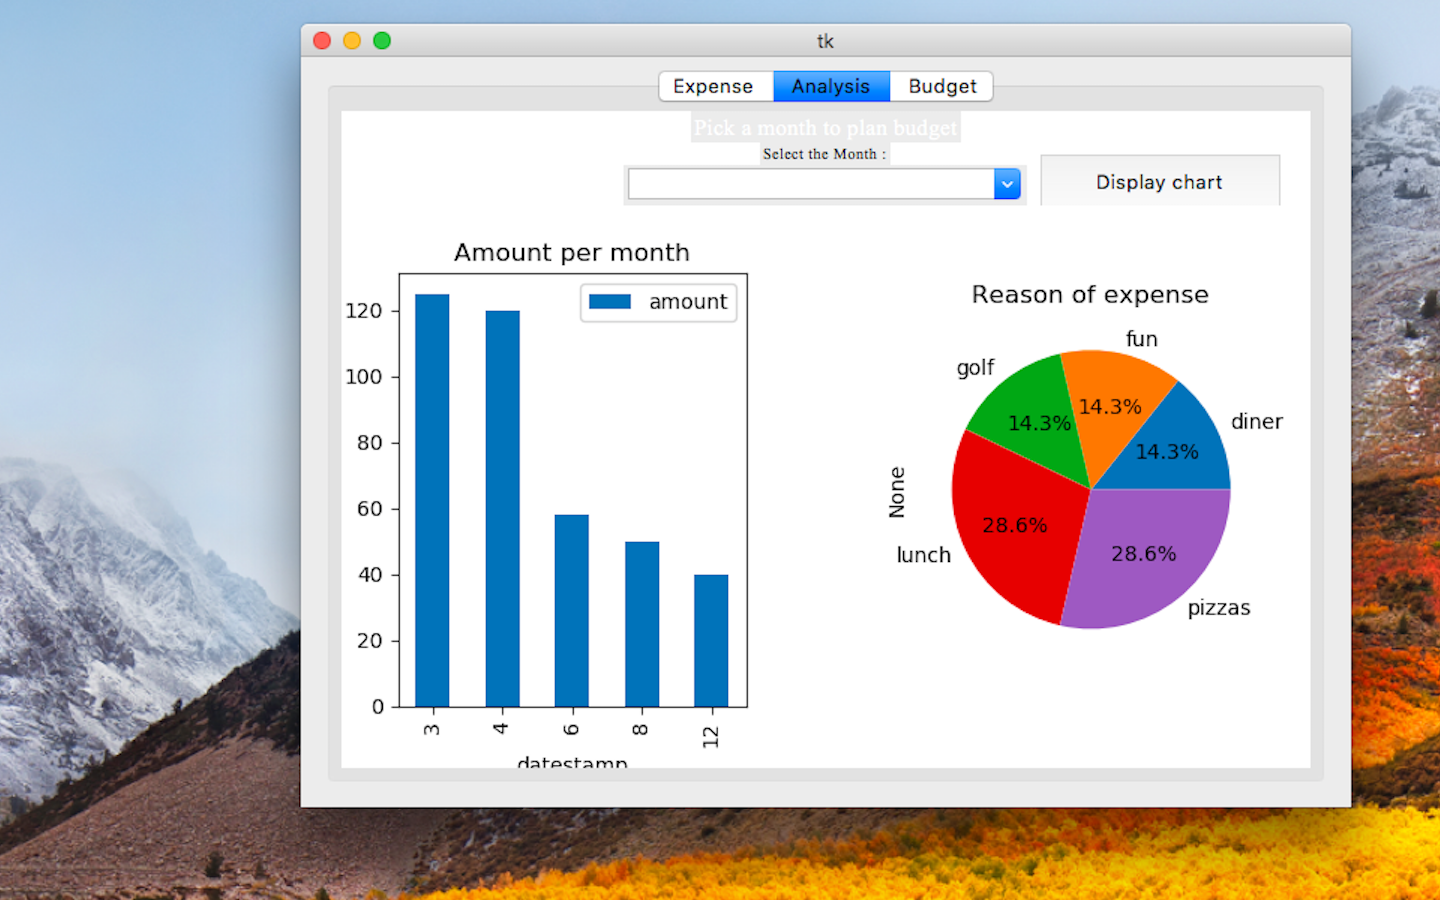 tk
Expense Analysis Budget
Pick a month to plan budget
Select the Month :
Display chart
Amount per month
amount
120
100
80
60
40
20
0
3 4 6 8 12
datestamp
Reason of expense
fun
golf
diner
14.3%
14.3%
14.3%
None
28.6%
28.6%
lunch
pizzas